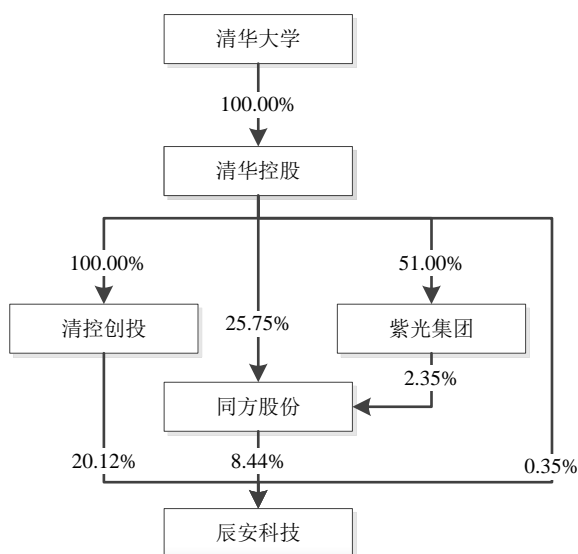 清华大学
100.00%
清华控股
100.00%
51.00%
清控创投
25.75%
紫光集团
2.35%
同方股份
20.12%
8.44%
0.35%
辰安科技